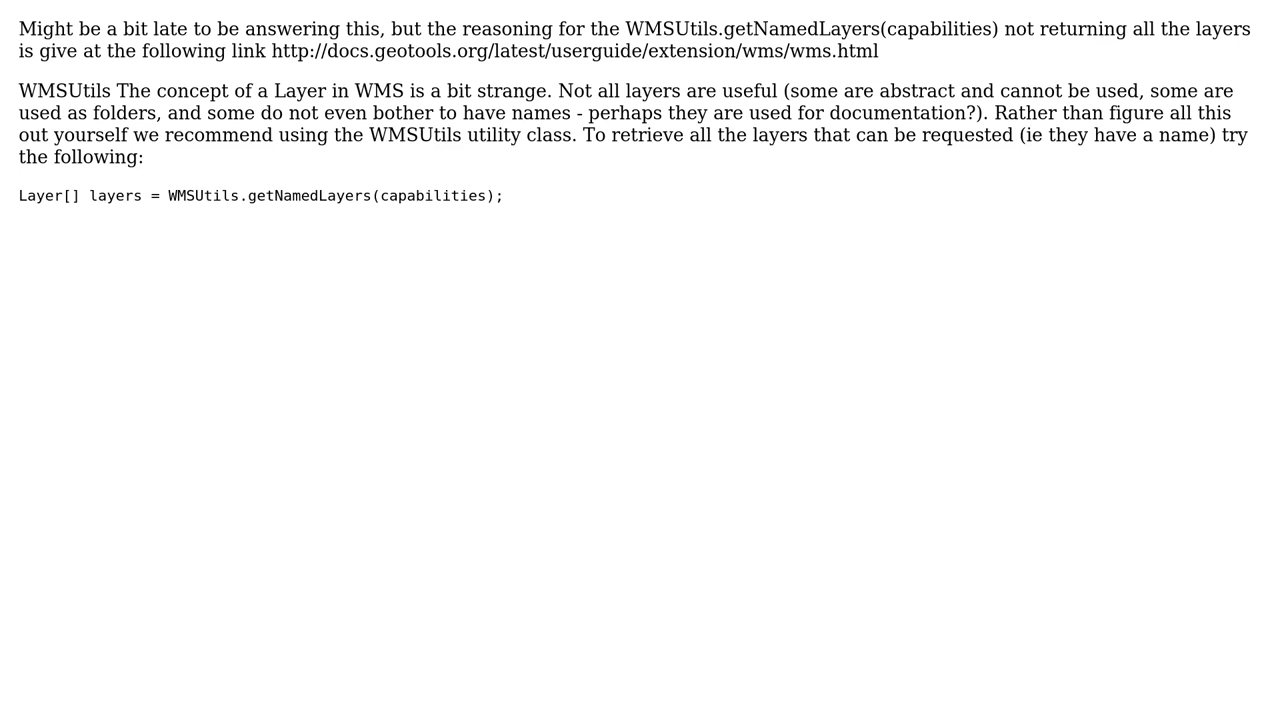 Might be a bit late to be answering this, but the reasoning for the WMSUtils.getNamedLayers(capabilities) not returning all the layers
is give at the following link http://docs.geotools.org/latest/userguide/extension/wms/wms.html
WMSUtils The concept of a Layer in WMS is a bit strange. Not all layers are useful (some are abstract and cannot be used, some are
used as folders, and some do not even bother to have names - perhaps they are used for documentation?). Rather than figure all this
out yourself we recommend using the WMSUtils utility class. To retrieve all the layers that can be requested (ie they have a name) try
the following:
Layer[] layers = WMSUtils.getNamedLayers(capabilities);